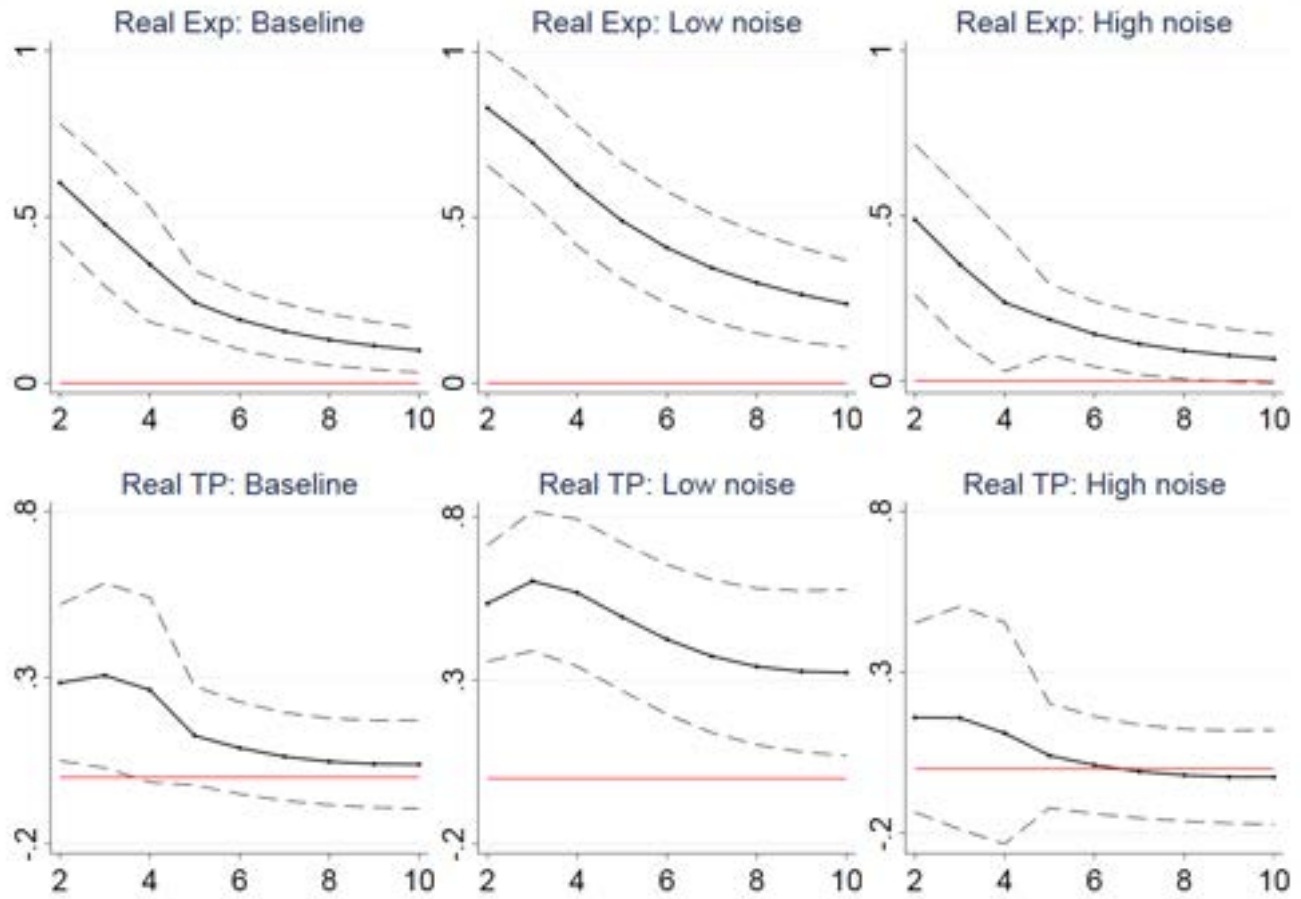 Real Exp: Baseline
1
.5
0
2 4 6 8 10
Real Exp: Low noise
1
.5
0
2 4 6 8 10
Real Exp: High noise
1
.5
0
2 4 6 8 10
Real TP: Baseline
.8
.3
-.2
2 4 6 8 10
Real TP: Low noise
.8
.3
-.2
2 4 6 8 10
Real TP: High noise
.8
.3
-.2
2 4 6 8 10